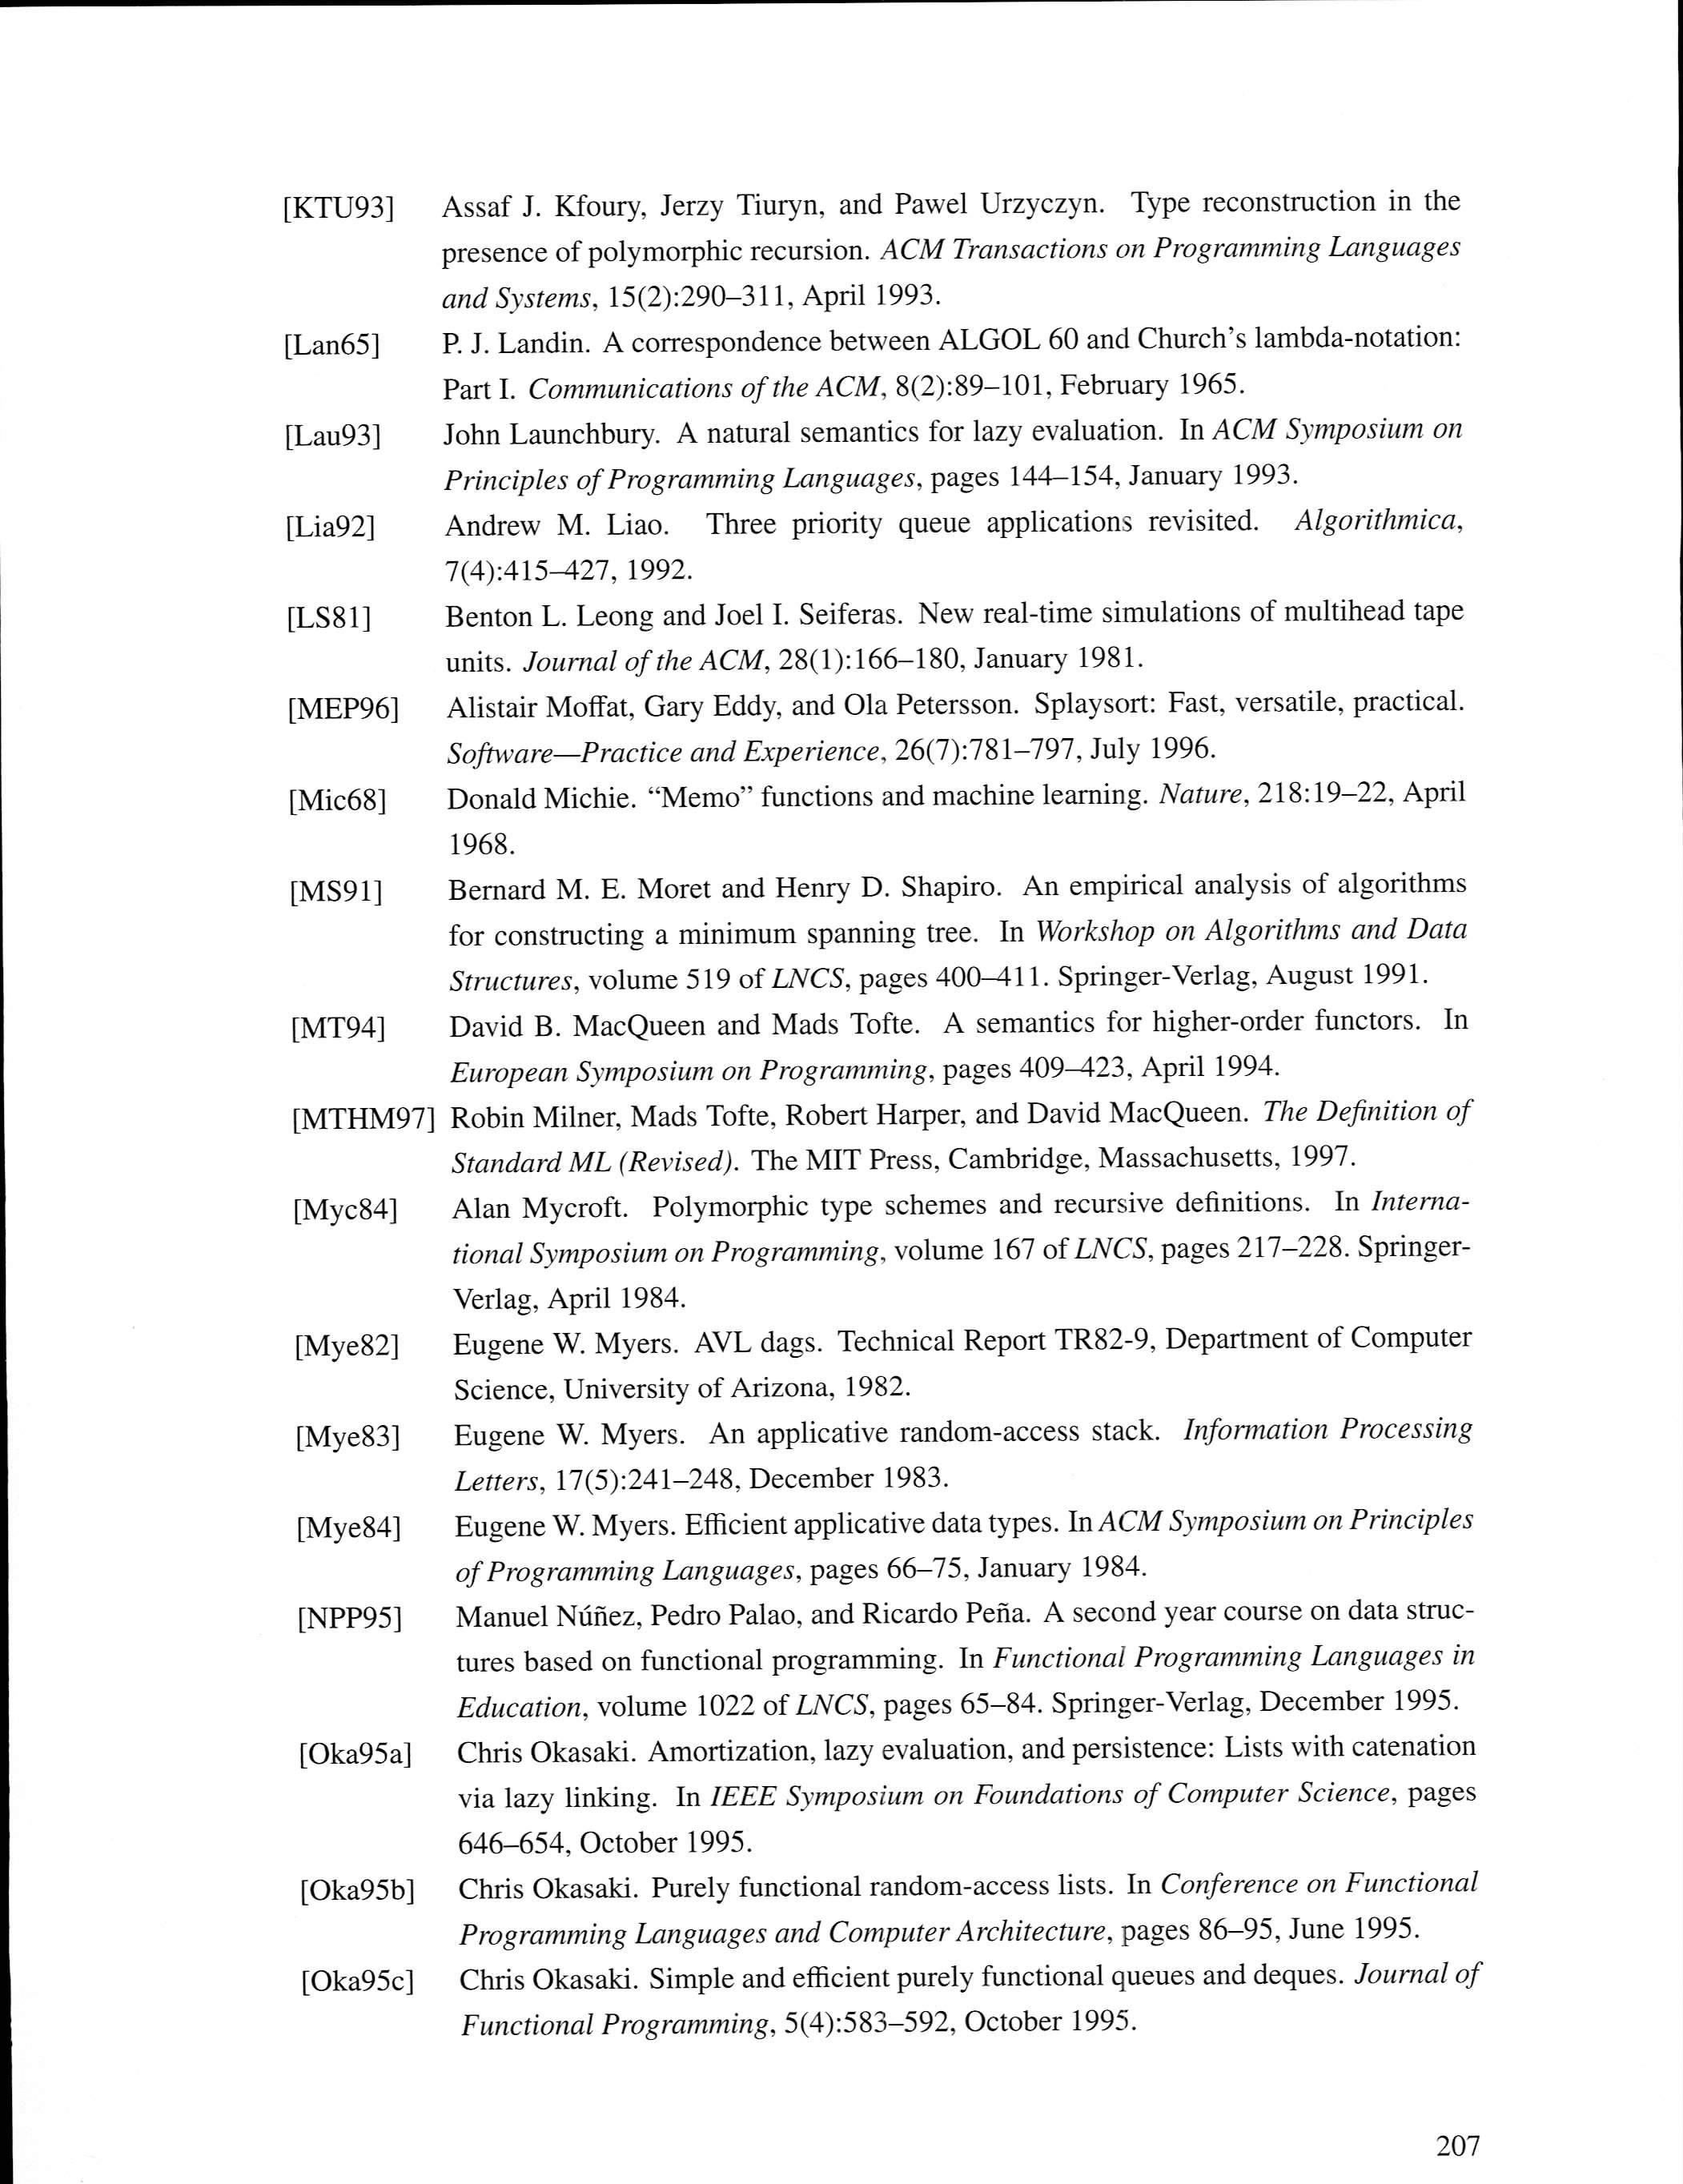 [KTU93] Assaf J. Kfoury, Jerzy Tiuryn, and Pawel Urzyczyn. Type reconstruction in the
presence of polymorphic recursion. ACM Transactions on Programming Languages
and Systems, 15(2):290–311, April 1993.
[Lan65] P. J. Landin. A correspondence between ALGOL 60 and Church's lambda-notation:
Part I. Communications of the ACM, 8(2):89–101, February 1965.
[Lau93] John Launchbury. A natural semantics for lazy evaluation. In ACM Symposium on
Principles of Programming Languages, pages 144–154, January 1993.
[Lia92] Andrew M. Liao. Three priority queue applications revisited. Algorithmica,
7(4):415–427, 1992.
[LS81] Benton L. Leong and Joel I. Seiferas. New real-time simulations of multihead tape
units. Journal of the ACM, 28(1):166–180, January 1981.
[MEP96] Alistair Moffat, Gary Eddy, and Ola Petersson. Splaysort: Fast, versatile, practical.
Software—Practice and Experience, 26(7):781–797, July 1996.
[Mic68] Donald Michie. “Memo” functions and machine learning. Nature, 218:19–22, April
1968.
[MS91] Bernard M. E. Moret and Henry D. Shapiro. An empirical analysis of algorithms
for constructing a minimum spanning tree. In Workshop on Algorithms and Data
Structures, volume 519 of LNCS, pages 400–411. Springer-Verlag, August 1991.
[MT94] David B. MacQueen and Mads Tofte. A semantics for higher-order functors. In
European Symposium on Programming, pages 409–423, April 1994.
[MTHM97] Robin Milner, Mads Tofte, Robert Harper, and David MacQueen. The Definition of
Standard ML (Revised). The MIT Press, Cambridge, Massachusetts, 1997.
[Myc84] Alan Mycroft. Polymorphic type schemes and recursive definitions. In Interna-
tional Symposium on Programming, volume 167 of LNCS, pages 217–228. Springer-
Verlag, April 1984.
[Mye82] Eugene W. Myers. AVL dags. Technical Report TR82-9, Department of Computer
Science, University of Arizona, 1982.
[Mye83] Eugene W. Myers. An applicative random-access stack. Information Processing
Letters, 17(5):241–248, December 1983.
[Mye84] Eugene W. Myers. Efficient applicative data types. In ACM Symposium on Principles
of Programming Languages, pages 66–75, January 1984.
[NPP95] Manuel Núñez, Pedro Palao, and Ricardo Peña. A second year course on data struc-
tures based on functional programming. In Functional Programming Languages in
Education, volume 1022 of LNCS, pages 65–84. Springer-Verlag, December 1995.
[Oka95a] Chris Okasaki. Amortization, lazy evaluation, and persistence: Lists with catenation
via lazy linking. In IEEE Symposium on Foundations of Computer Science, pages
646–654, October 1995.
[Oka95b] Chris Okasaki. Purely functional random-access lists. In Conference on Functional
Programming Languages and Computer Architecture, pages 86–95, June 1995.
[Oka95c] Chris Okasaki. Simple and efficient purely functional queues and deques. Journal of
Functional Programming, 5(4):583–592, October 1995.
207